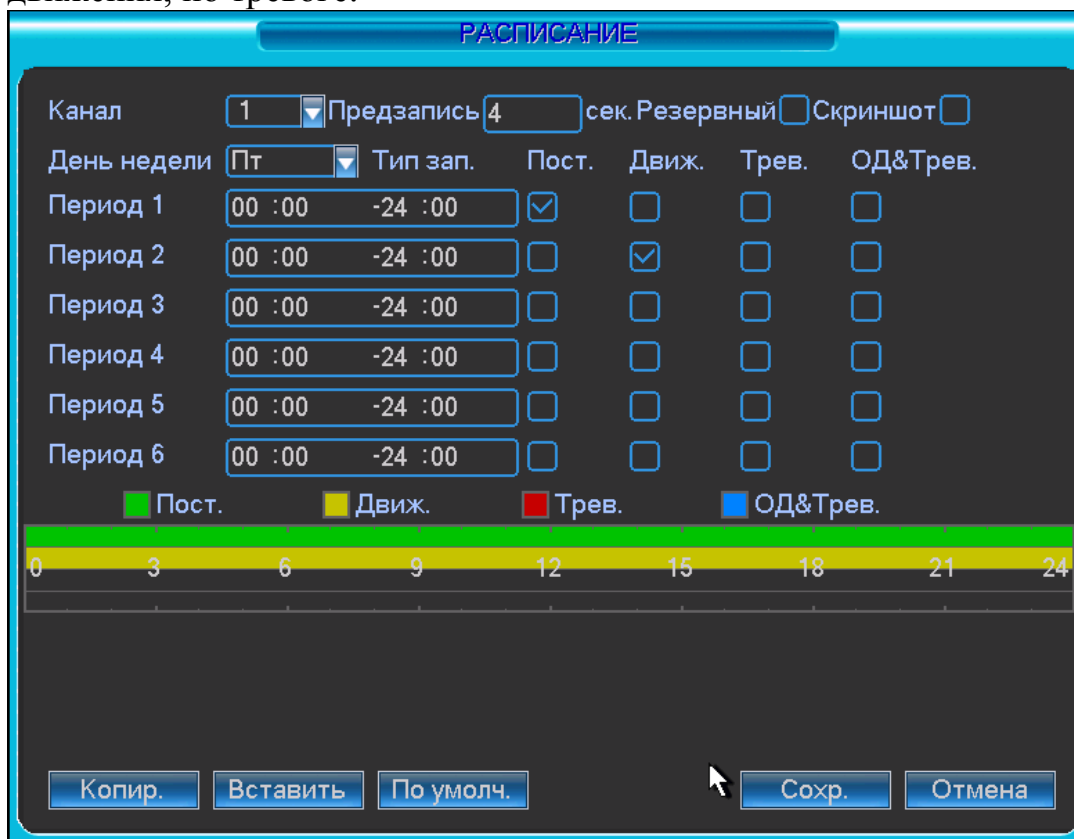 движения, по тревоге.
РАСПИСАНИЕ
Канал 1 Предзапись 4 сек. Резервный Скриншот
День недели Пт Тип зап. Пост. Движ. Трев. ОД&Трев.
Период 1 00 :00 -24 :00
Период 2 00 :00 -24 :00
Период 3 00 :00 -24 :00
Период 4 00 :00 -24 :00
Период 5 00 :00 -24 :00
Период 6 00 :00 -24 :00
Пост. Движ. Трев. ОД&Трев.
0 3 6 9 12 15 18 21 24
Копир. Вставить По умолч. Сохр. Отмена